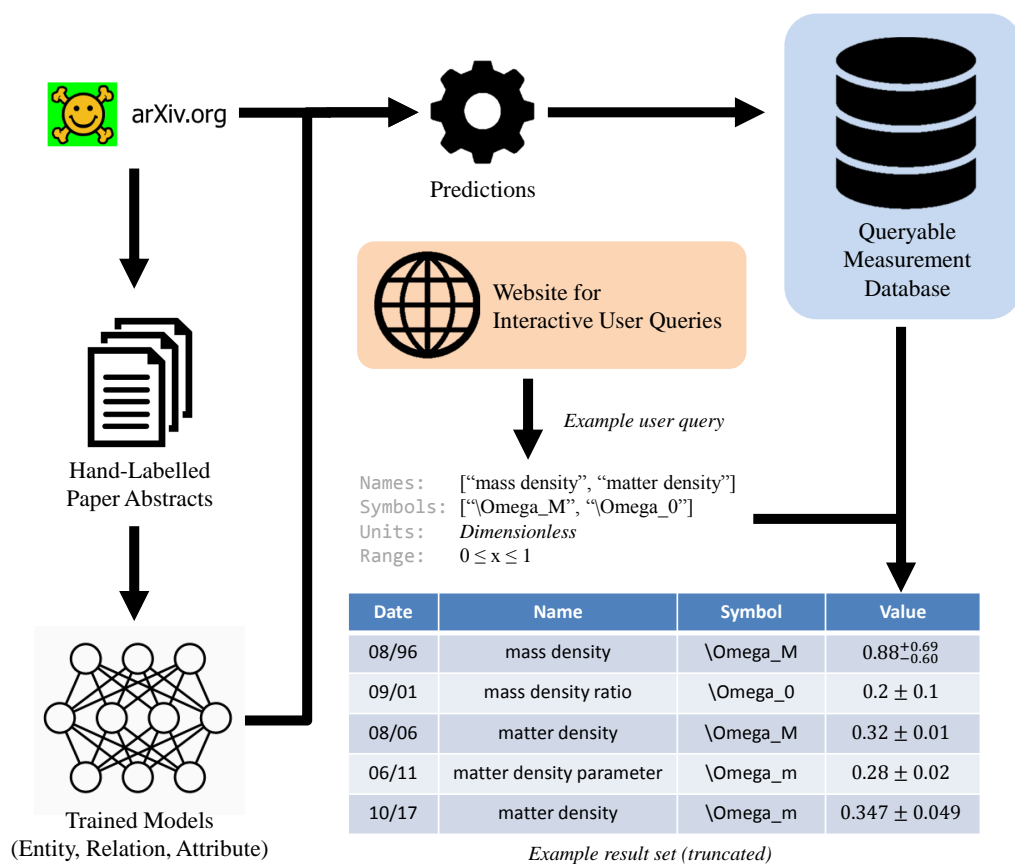 arXiv.org
Predictions
Queryable
Measurement
Database
Website for
Interactive User Queries
Example user query
Hand-Labelled
Paper Abstracts
Names: [“mass density”, “matter density”]
Symbols: [“\Omega_M”, “\Omega_0”]
Units: Dimensionless
Range: 0 ≤ x ≤ 1
Date Name Symbol Value
08/96 mass density \Omega_M 0.88^{+0.69}_{−0.60}
09/01 mass density ratio \Omega_0 0.2 ± 0.1
08/06 matter density \Omega_M 0.32 ± 0.01
06/11 matter density parameter \Omega_m 0.28 ± 0.02
10/17 matter density \Omega_m 0.347 ± 0.049
Trained Models
(Entity, Relation, Attribute)
Example result set (truncated)